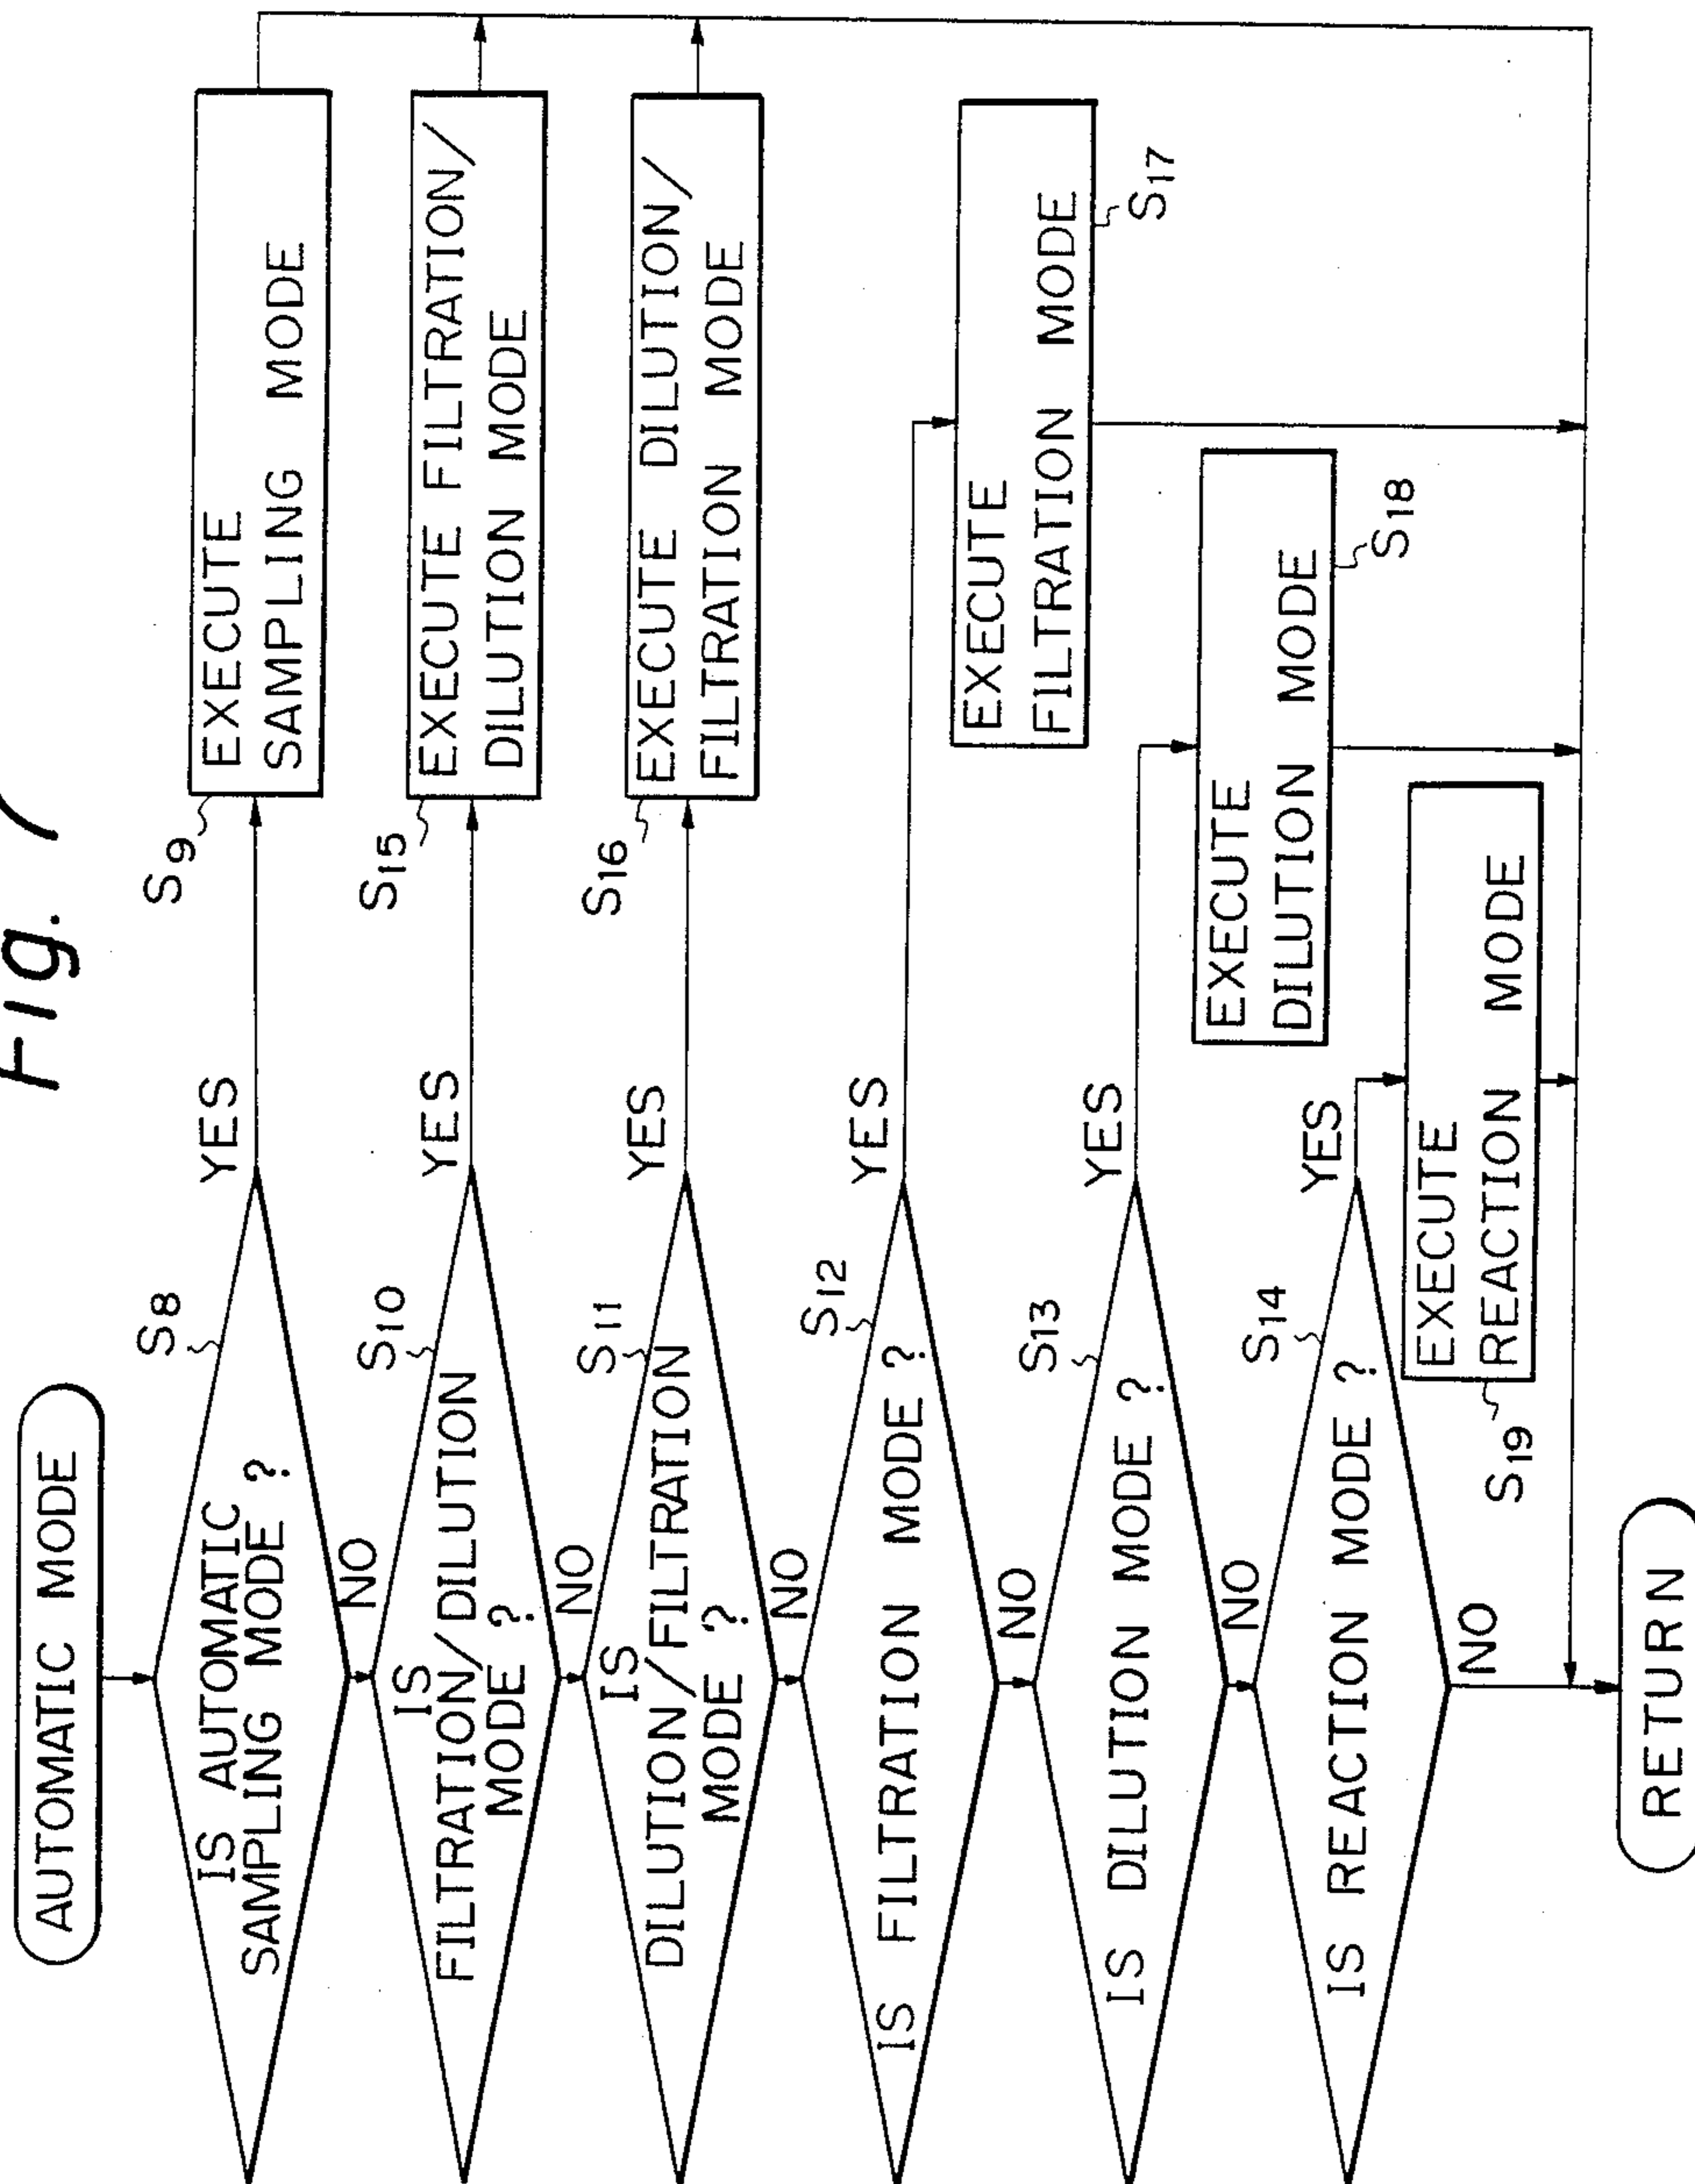 Fig. 7
AUTOMATIC MODE
S8
IS AUTOMATIC
SAMPLING MODE ?
YES
NO
S9
EXECUTE
SAMPLING MODE
S10
IS
FILTRATION/DILUTION
MODE ?
YES
NO
S15
EXECUTE FILTRATION/
DILUTION MODE
S11
IS
DILUTION/FILTRATION
MODE ?
YES
NO
S16
EXECUTE DILUTION/
FILTRATION MODE
S12
IS FILTRATION MODE ?
YES
NO
EXECUTE
FILTRATION MODE
S17
S13
IS DILUTION MODE ?
YES
NO
EXECUTE
DILUTION MODE
S18
S14
IS REACTION MODE ?
YES
NO
EXECUTE
REACTION MODE
S19
RETURN